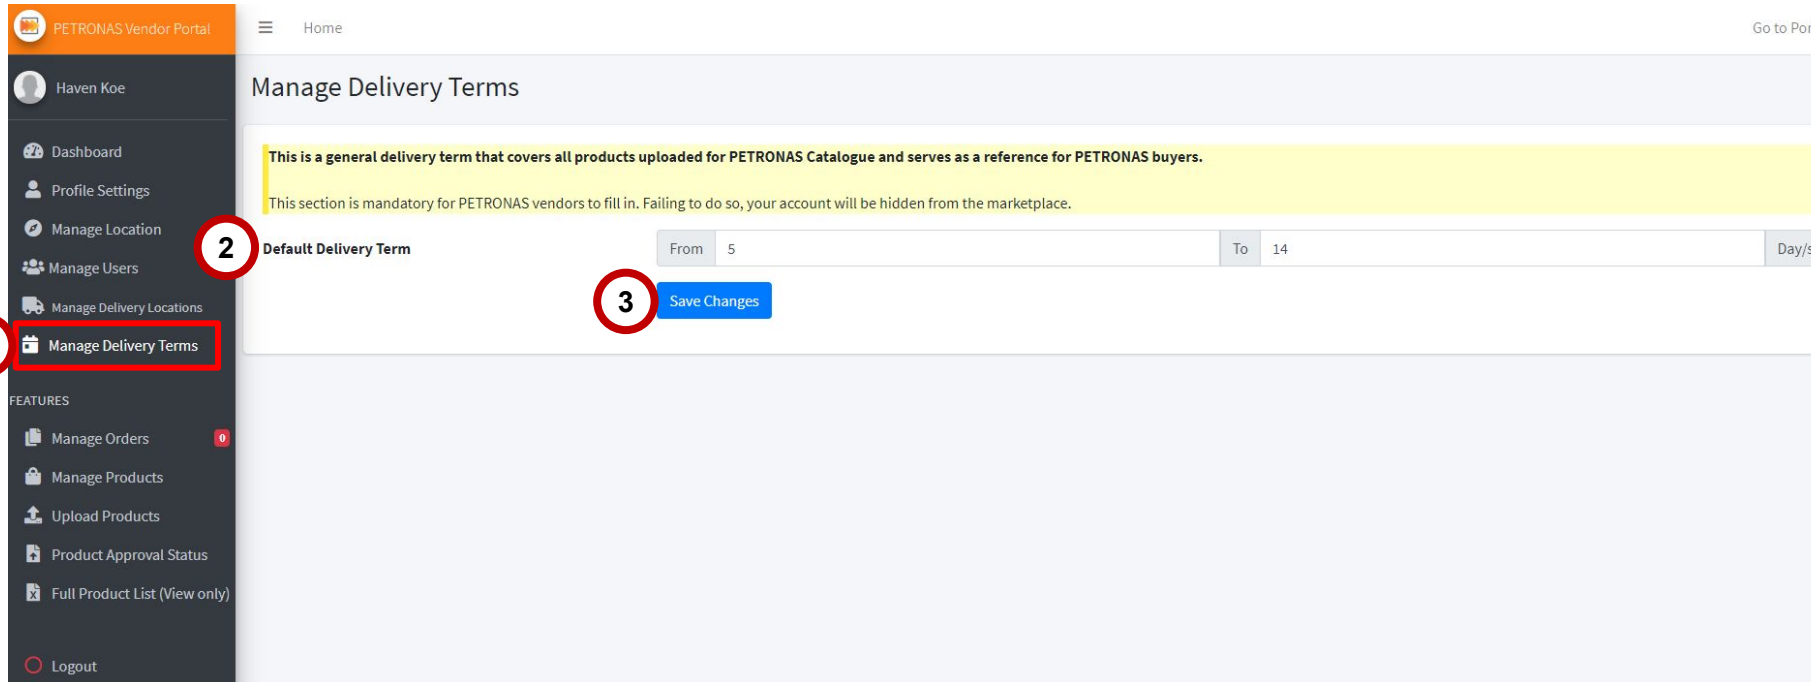 PETRONAS Vendor Portal
Home
Go to Por
Haven Koe
Manage Delivery Terms
Dashboard
Profile Settings
Manage Location
Manage Users
Manage Delivery Locations
Manage Delivery Terms
FEATURES
Manage Orders 0
Manage Products
Upload Products
Product Approval Status
Full Product List (View only)
Logout
This is a general delivery term that covers all products uploaded for PETRONAS Catalogue and serves as a reference for PETRONAS buyers.
This section is mandatory for PETRONAS vendors to fill in. Failing to do so, your account will be hidden from the marketplace.
2 Default Delivery Term From 5 To 14 Day/s
3 Save Changes